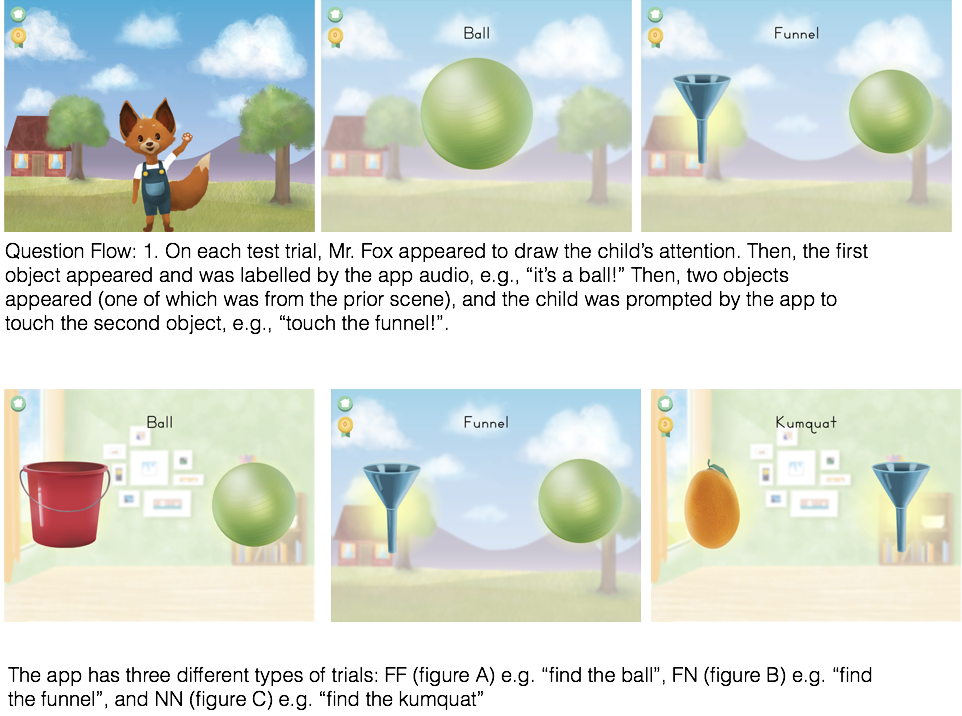 Ball
Funnel
Question Flow: 1. On each test trial, Mr. Fox appeared to draw the child’s attention. Then, the first
object appeared and was labelled by the app audio, e.g., “it’s a ball!” Then, two objects
appeared (one of which was from the prior scene), and the child was prompted by the app to
touch the second object, e.g., “touch the funnel!”.
Ball
Funnel
Kumquat
The app has three different types of trials: FF (figure A) e.g. “find the ball”, FN (figure B) e.g. “find
the funnel”, and NN (figure C) e.g. “find the kumquat”